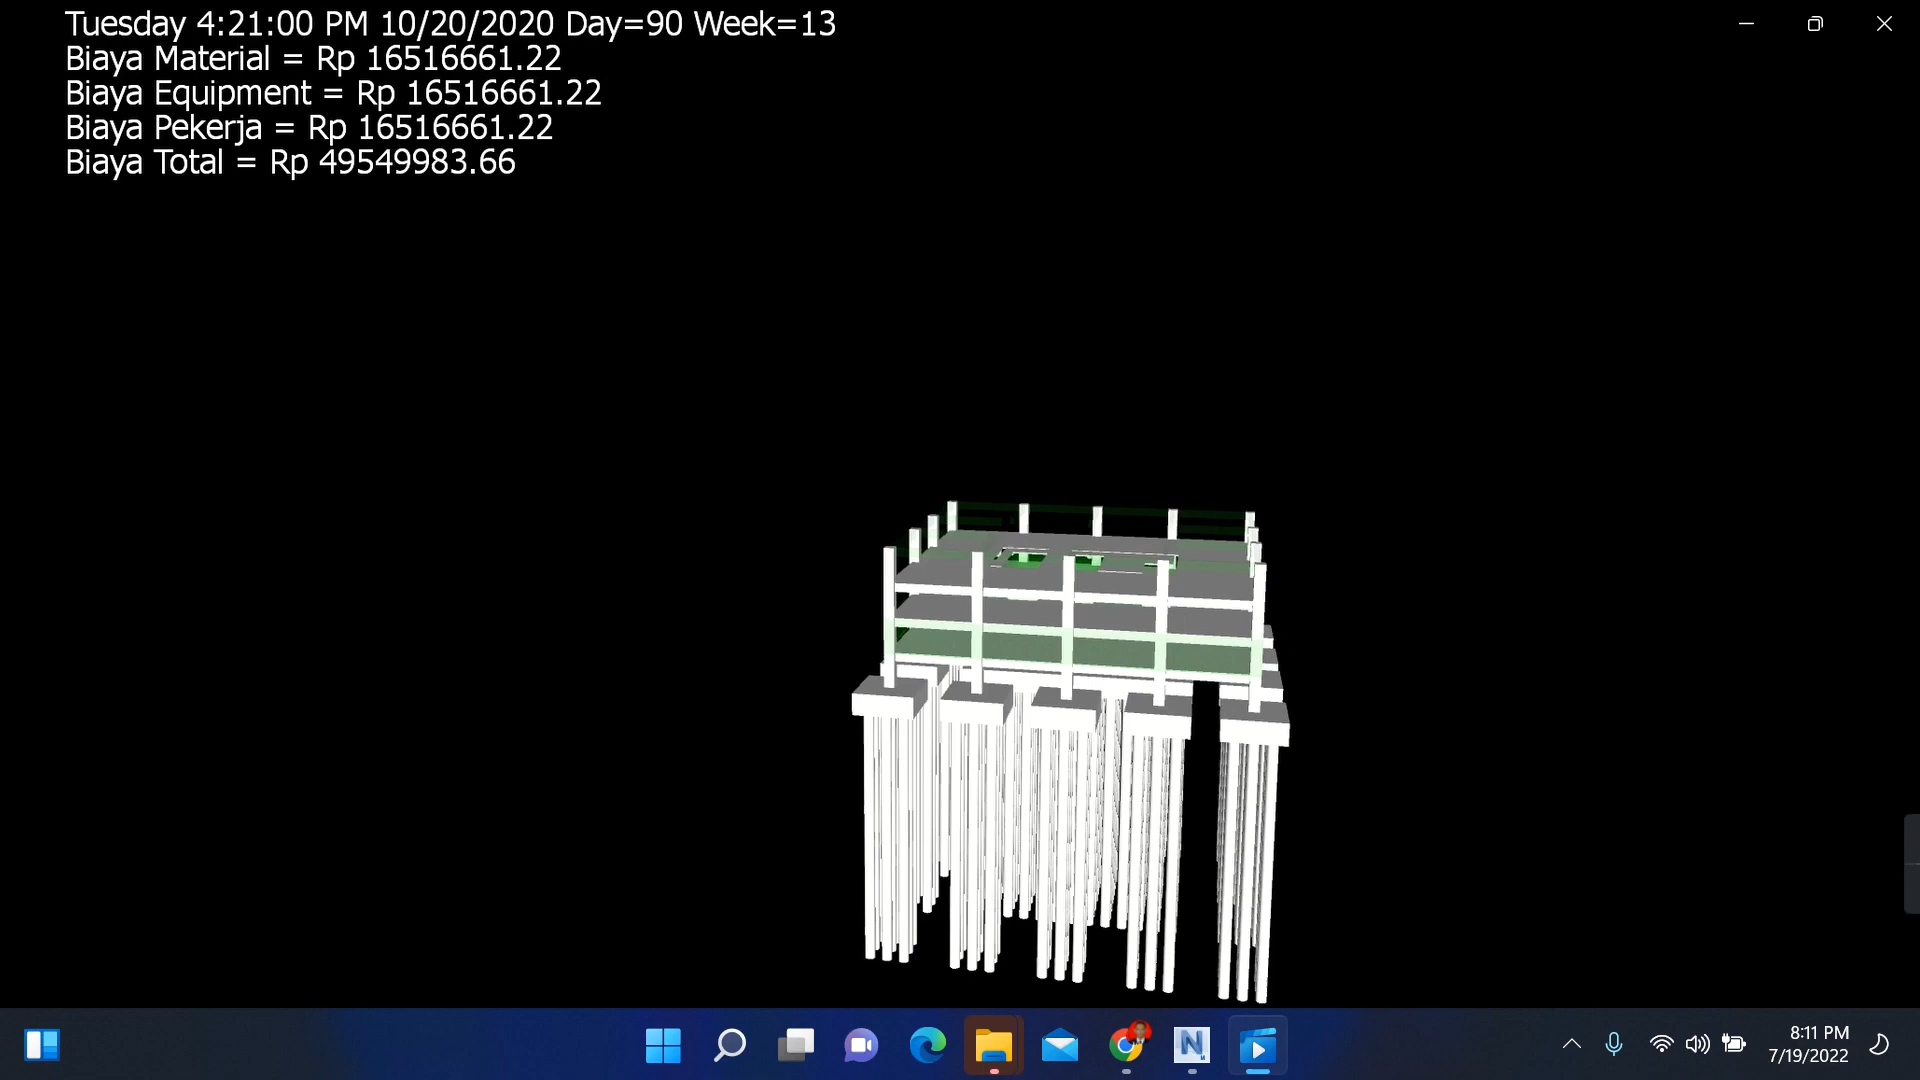 Tuesday 4:21:00 PM 10/20/2020 Day=90 Week=13
Biaya Material = Rp 16516661.22
Biaya Equipment = Rp 16516661.22
Biaya Pekerja = Rp 16516661.22
Biaya Total = Rp 49549983.66
8:11 PM
7/19/2022